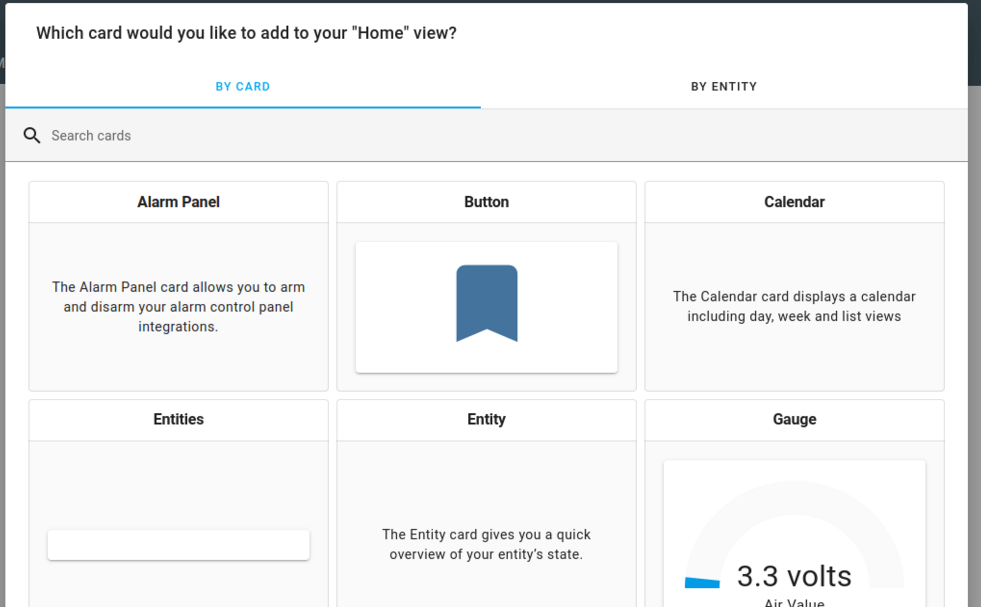 Which card would you like to add to your "Home" view?
BY CARD
BY ENTITY
Search cards
Alarm Panel
Button
Calendar
The Alarm Panel card allows you to arm
and disarm your alarm control panel
integrations.
The Calendar card displays a calendar
including day, week and list views
Entities
Entity
Gauge
The Entity card gives you a quick
overview of your entity’s state.
3.3 volts
Air Value